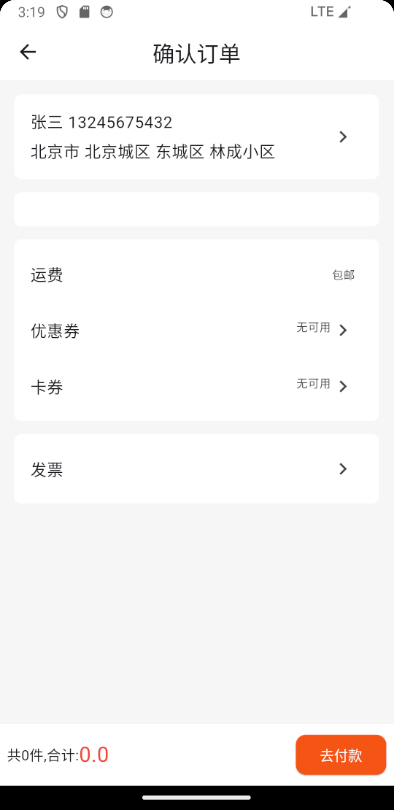 3:19 LTE
确认订单
张三 13245675432
北京市 北京城区 东城区 林成小区
运费 包邮
优惠券 无可用
卡券 无可用
发票
共0件,合计:0.0 去付款